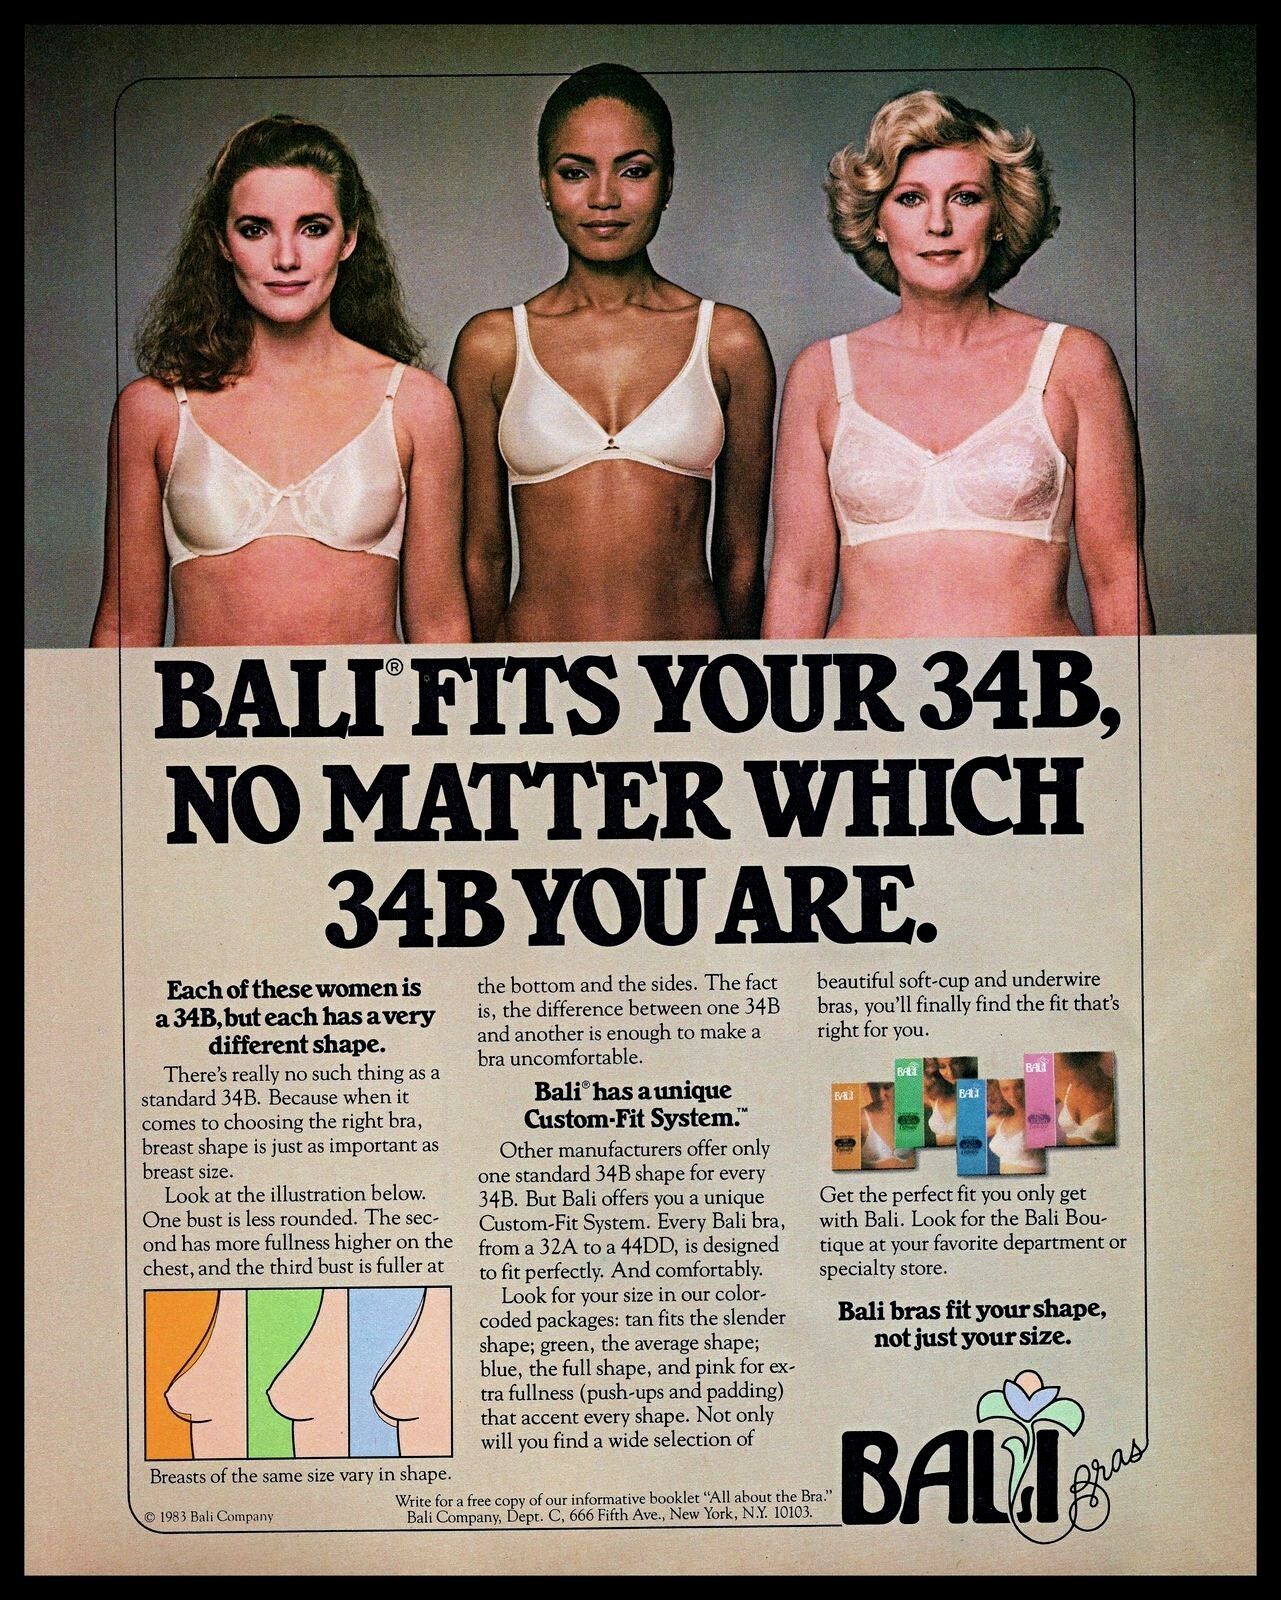 BALI® FITS YOUR 34B,
NO MATTER WHICH
34B YOU ARE.
Each of these women is
a 34B, but each has a very
different shape.
There's really no such thing as a
standard 34B. Because when it
comes to choosing the right bra,
breast shape is just as important as
breast size.
Look at the illustration below.
One bust is less rounded. The sec-
ond has more fullness higher on the
chest, and the third bust is fuller at
Breasts of the same size vary in shape.
© 1983 Bali Company
the bottom and the sides. The fact
is, the difference between one 34B
and another is enough to make a
bra uncomfortable.
Bali® has a unique
Custom-Fit System.™
Other manufacturers offer only
one standard 34B shape for every
34B. But Bali offers you a unique
Custom-Fit System. Every Bali bra,
from a 32A to a 44DD, is designed
to fit perfectly. And comfortably.
Look for your size in our color-
coded packages: tan fits the slender
shape; green, the average shape;
blue, the full shape, and pink for ex-
tra fullness (push-ups and padding)
that accent every shape. Not only
will you find a wide selection of
Write for a free copy of our informative booklet "All about the Bra."
Bali Company, Dept. C, 666 Fifth Ave., New York, N.Y. 10103.
beautiful soft-cup and underwire
bras, you'll finally find the fit that's
right for you.
BALI
BALI
BALI
BALI
Get the perfect fit you only get
with Bali. Look for the Bali Bou-
tique at your favorite department or
specialty store.
Bali bras fit your shape,
not just your size.
BALI Bras